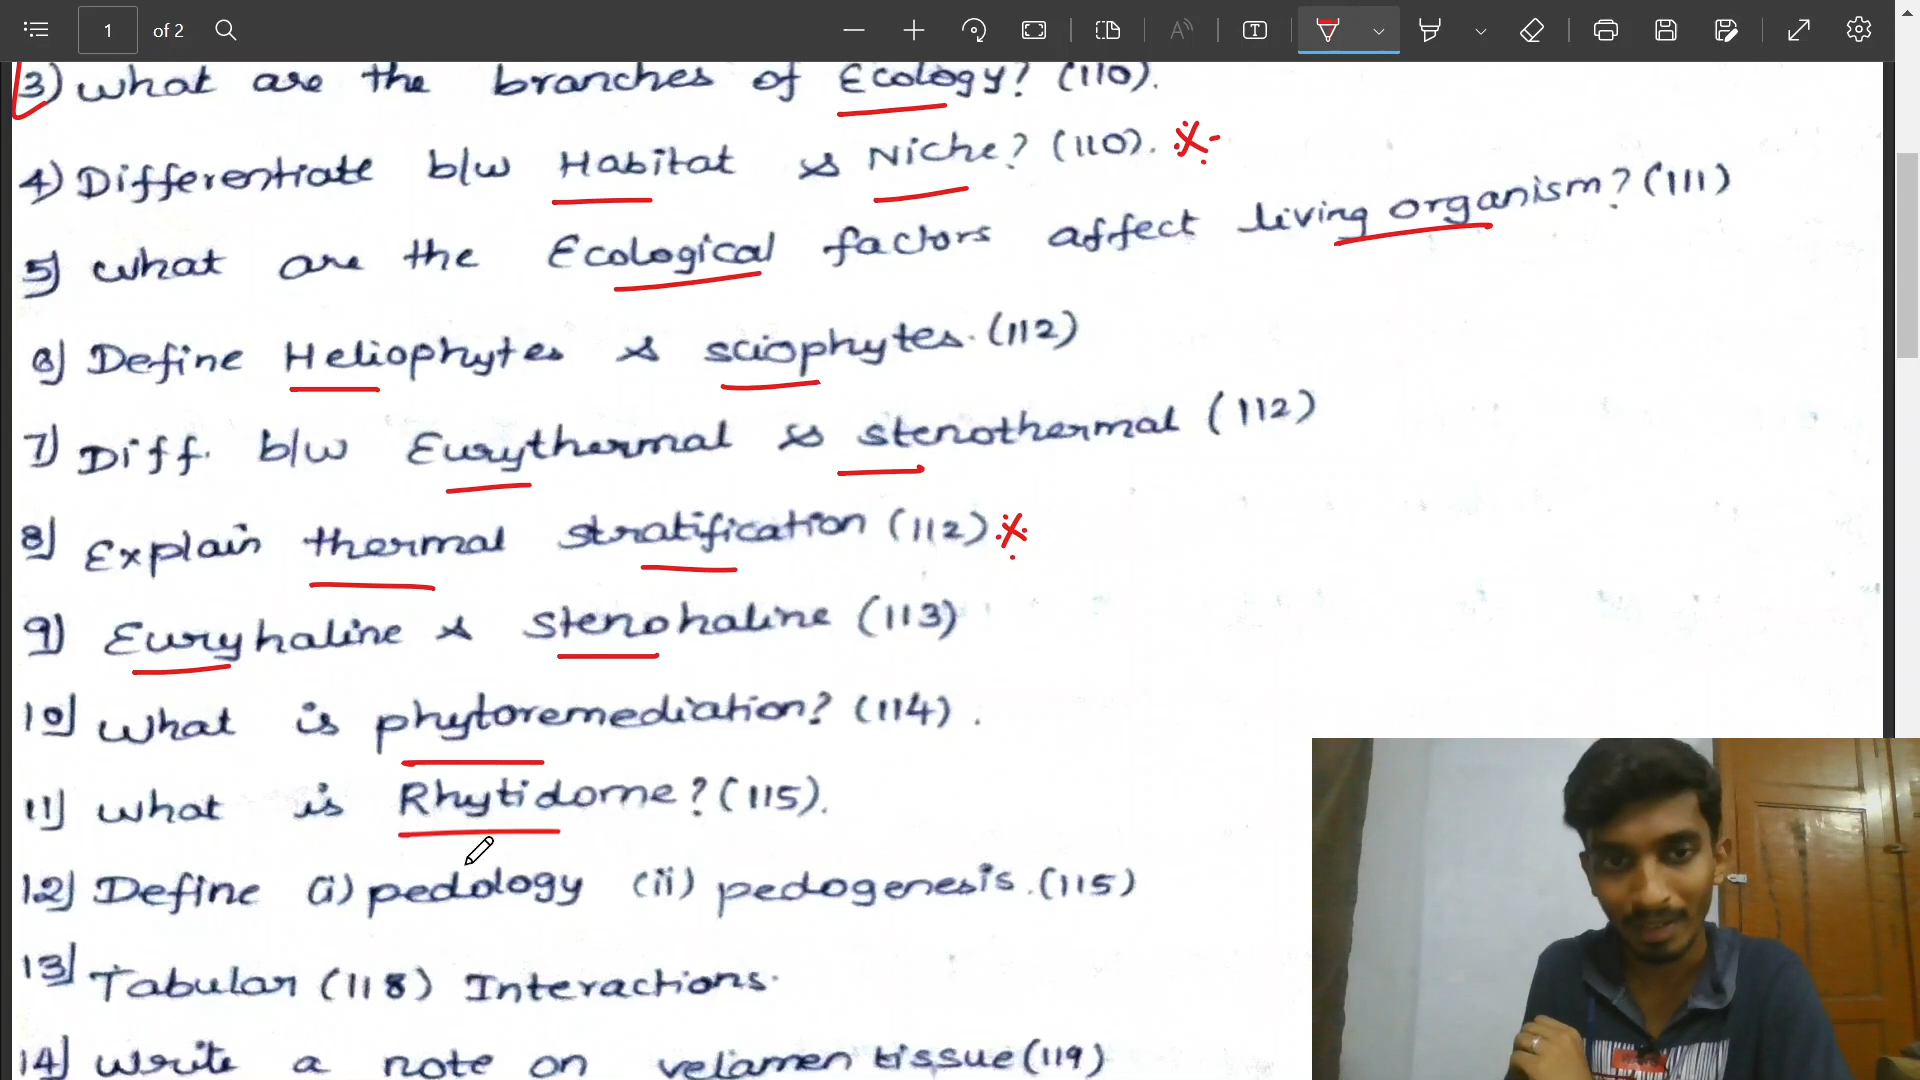 1 of 2
3) What are the branches of Ecology? (110).
4) Differentiate b/w Habitat & Niche? (110).
5) What are the Ecological factors affect living organism? (111)
6) Define Heliophytes & sciophytes. (112)
7) Diff. b/w Eurythermal & stenothermal (112)
8) Explain thermal stratification (112)
9) Euryhaline & Stenohaline (113)
10) What is phytoremediation? (114).
11) What is Rhytidome? (115).
12) Define (i) pedology (ii) pedogenesis. (115)
13) Tabular (118) Interactions.
14) Write a note on velamen tissue (119)